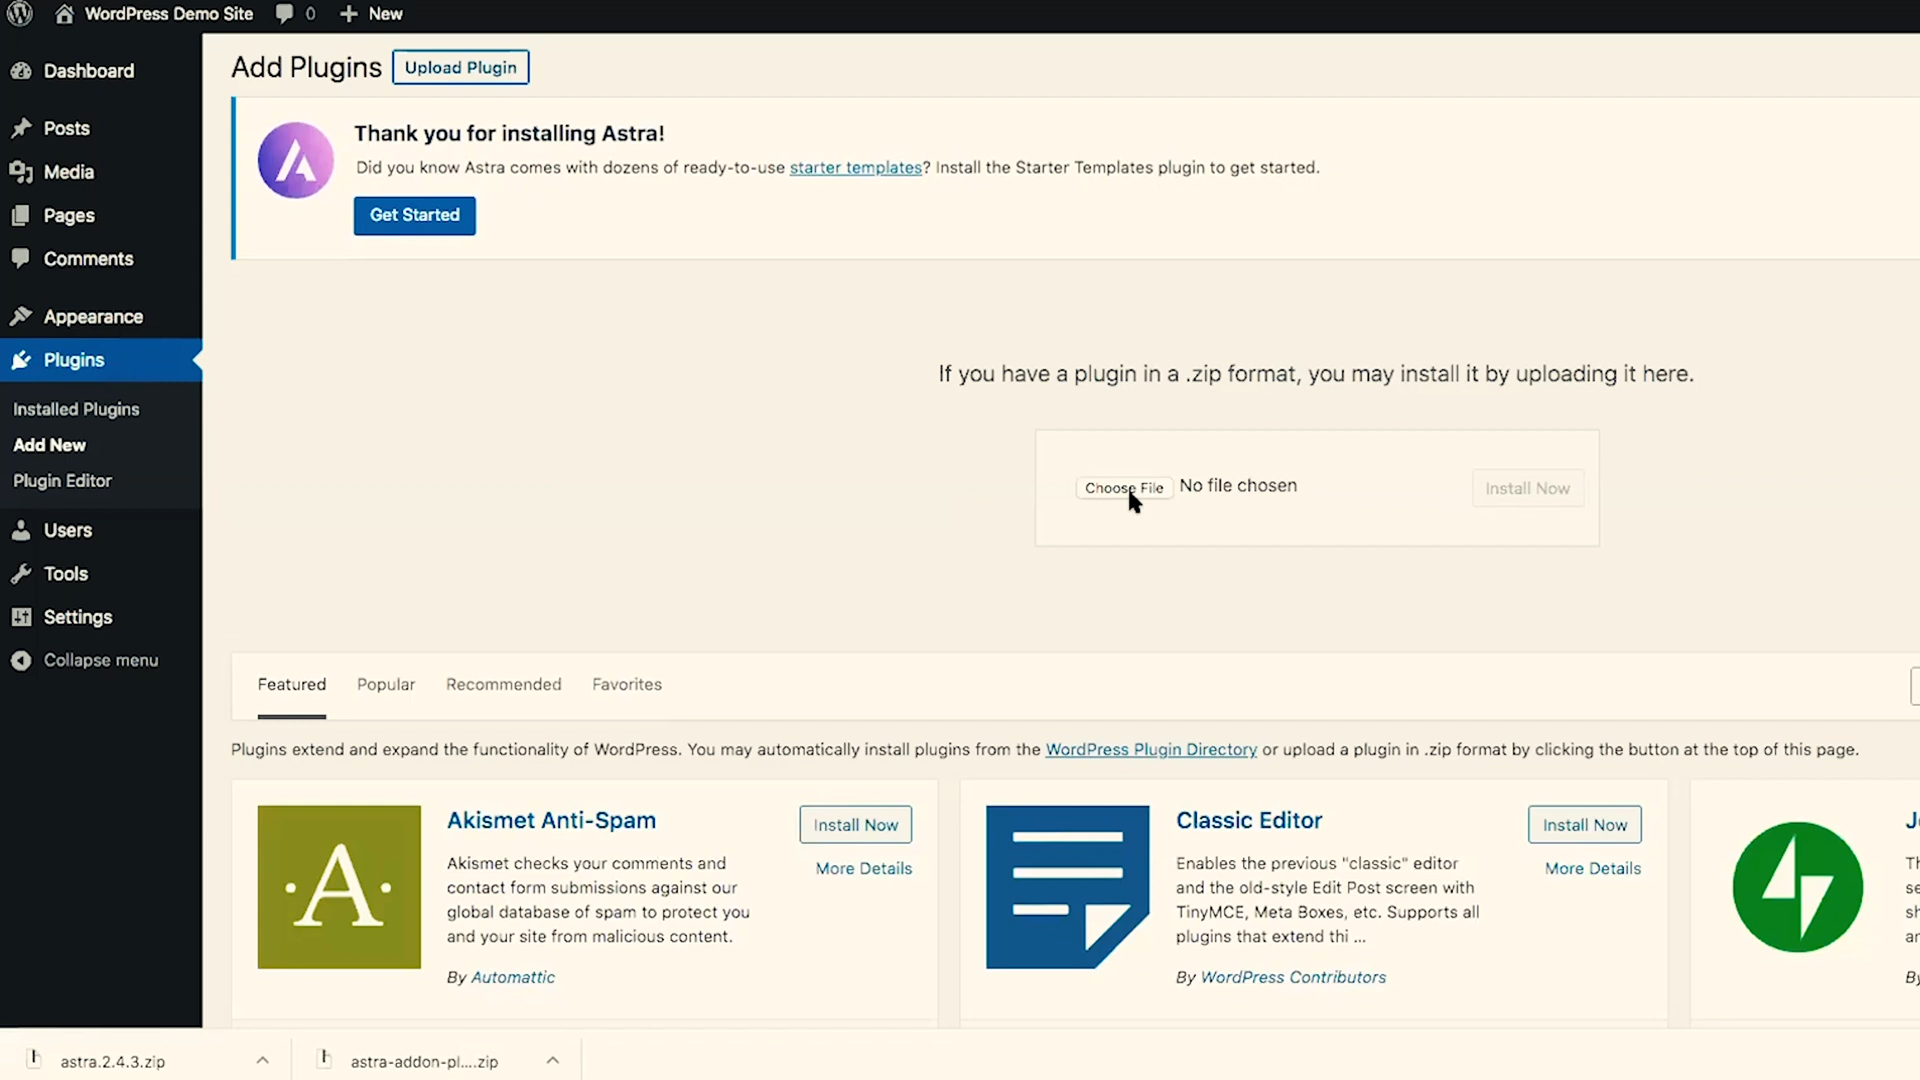 WordPress Demo Site 0 New
Dashboard
Posts
Media
Pages
Comments
Appearance
Plugins
Installed Plugins
Add New
Plugin Editor
Users
Tools
Settings
Collapse menu
Add Plugins Upload Plugin
Thank you for installing Astra!
Did you know Astra comes with dozens of ready-to-use starter templates? Install the Starter Templates plugin to get started.
Get Started
If you have a plugin in a .zip format, you may install it by uploading it here.
Choose File No file chosen Install Now
Featured Popular Recommended Favorites
Plugins extend and expand the functionality of WordPress. You may automatically install plugins from the WordPress Plugin Directory or upload a plugin in .zip format by clicking the button at the top of this page.
A
Akismet Anti-Spam
Install Now
More Details
Akismet checks your comments and
contact form submissions against our
global database of spam to protect you
and your site from malicious content.
By Automattic
Classic Editor
Install Now
More Details
Enables the previous "classic" editor
and the old-style Edit Post screen with
TinyMCE, Meta Boxes, etc. Supports all
plugins that extend thi ...
By WordPress Contributors
astra.2.4.3.zip
astra-addon-pl....zip